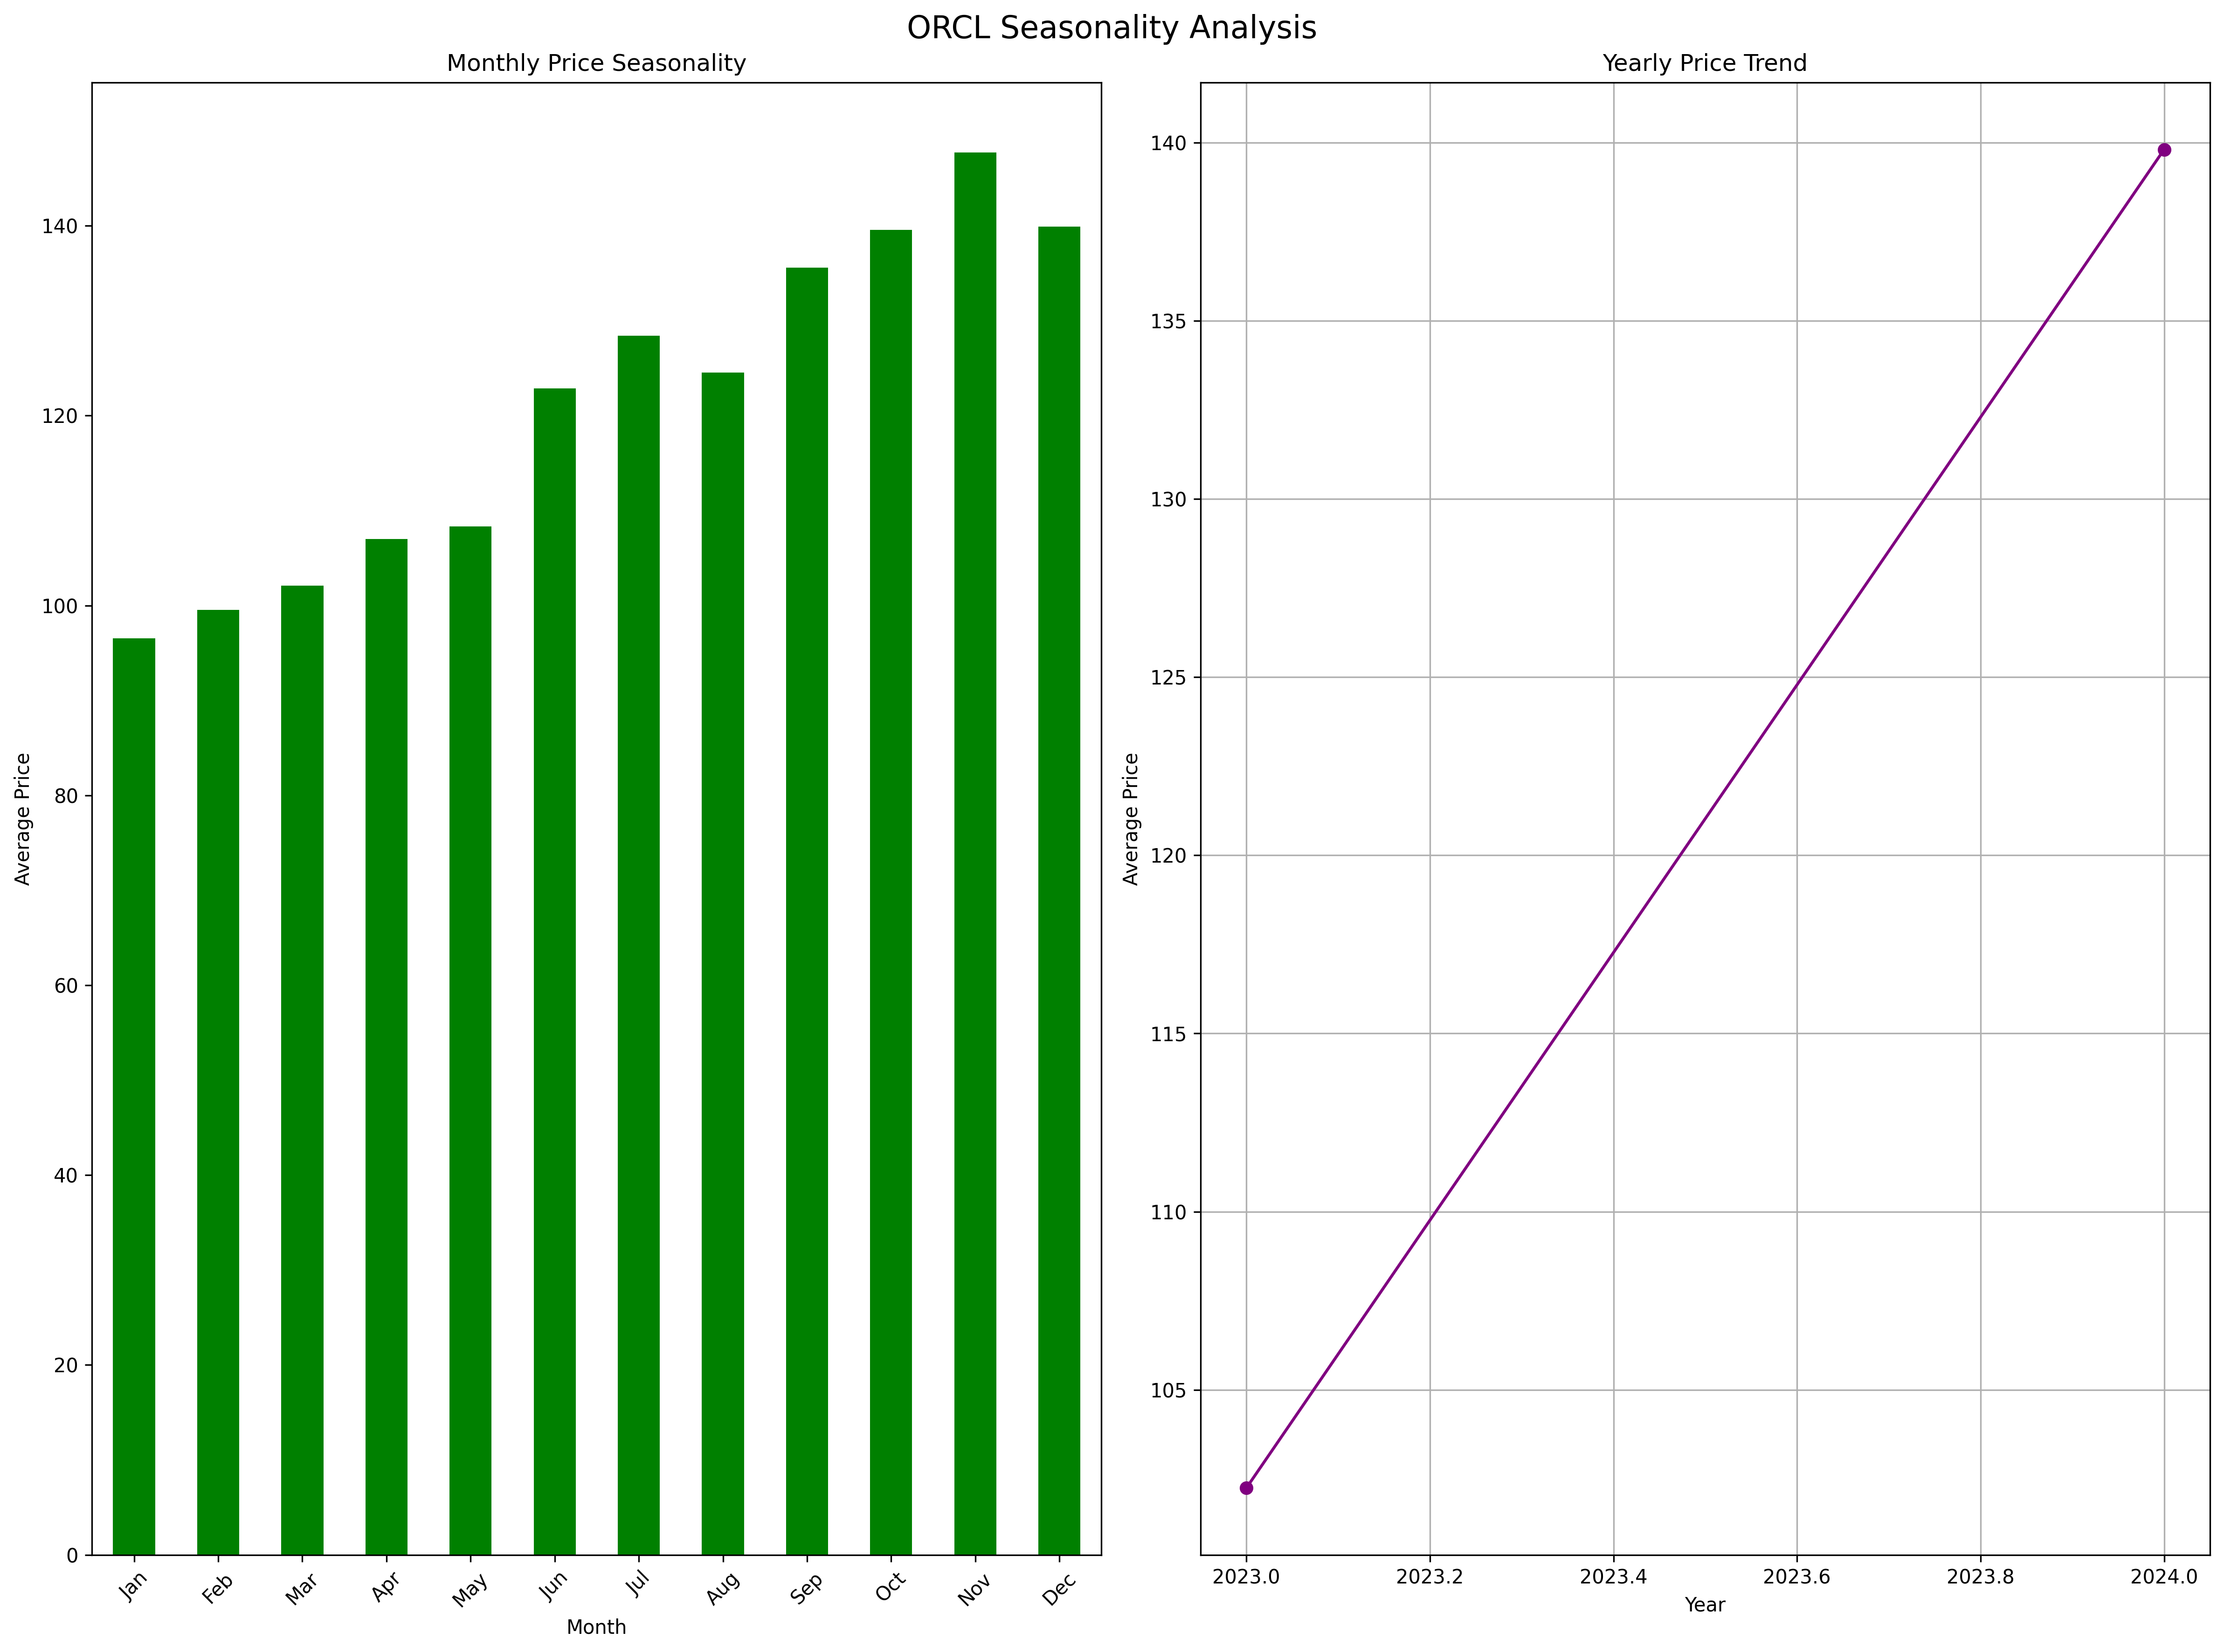 ORCL Seasonality Analysis
Monthly Price Seasonality
Average Price
140
120
100
80
60
40
20
0
Jan
Feb
Mar
Apr
May
Jun
Jul
Aug
Sep
Oct
Nov
Dec
Month
Yearly Price Trend
Average Price
140
135
130
125
120
115
110
105
2023.0
2023.2
2023.4
2023.6
2023.8
2024.0
Year